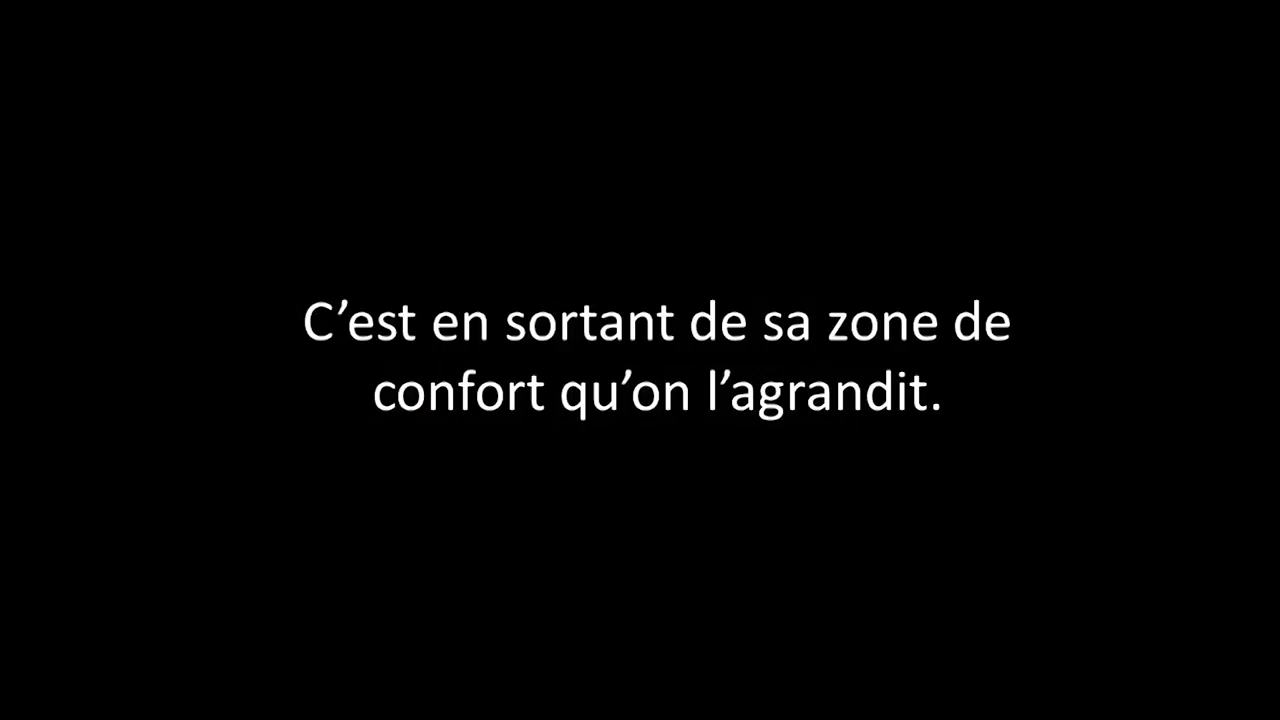 C’est en sortant de sa zone de
confort qu’on l’agrandit.